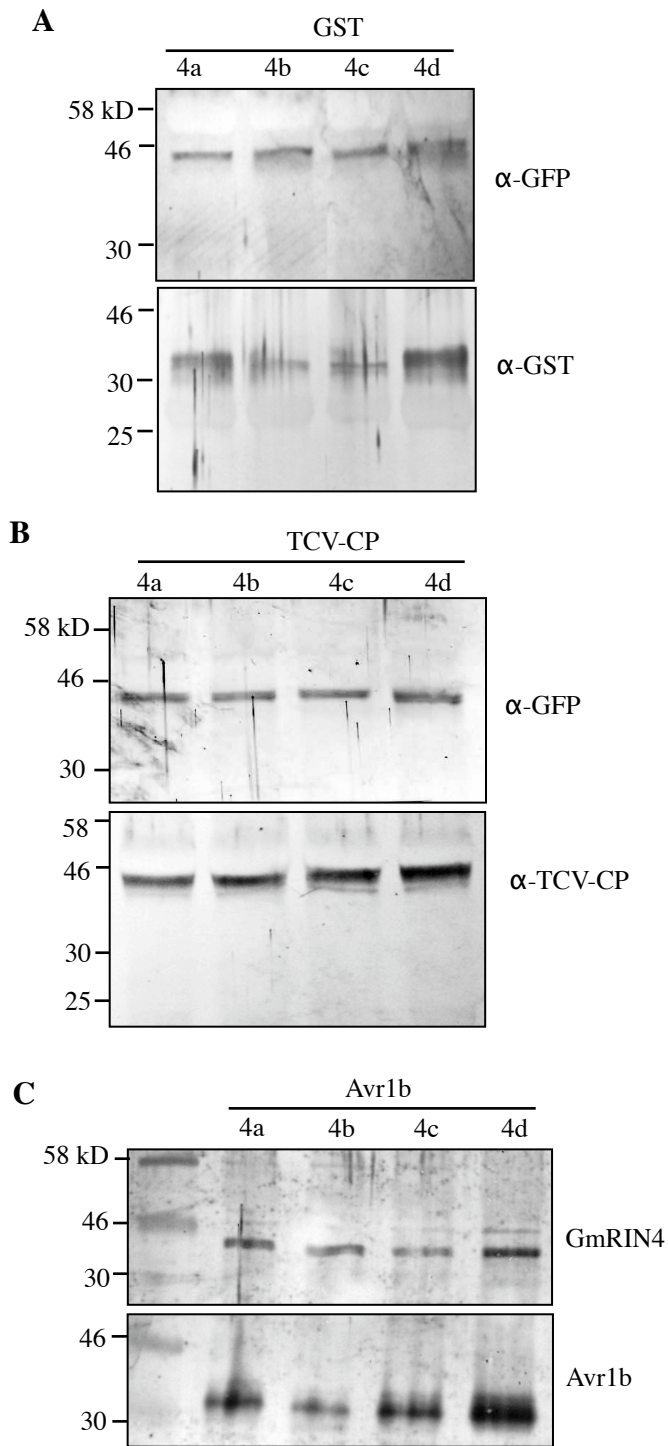 A
GST
4a 4b 4c 4d
58 kD
46
30
α-GFP
46
30
25
α-GST
B
TCV-CP
4a 4b 4c 4d
58 kD
46
30
α-GFP
58
46
30
25
α-TCV-CP
C
Avr1b
4a 4b 4c 4d
58 kD
46
30
GmRIN4
46
30
Avr1b